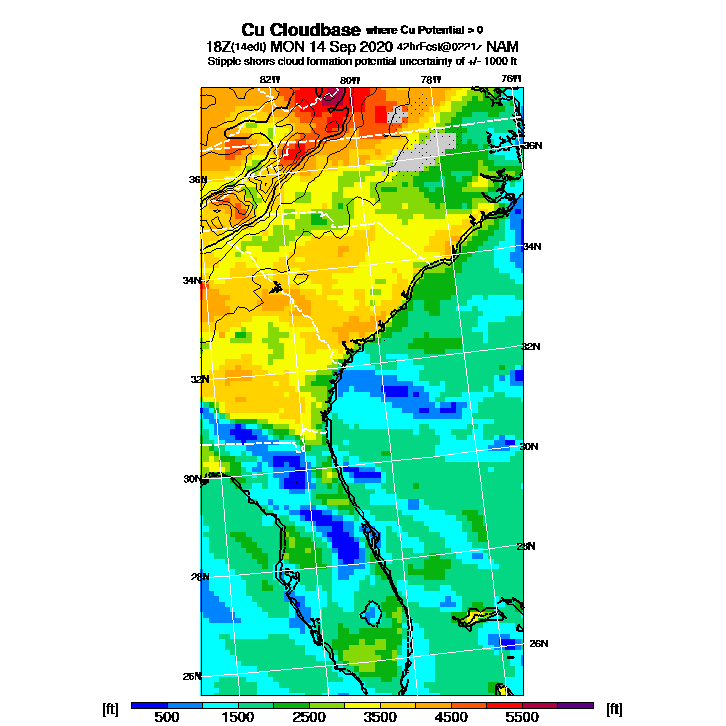 Cu Cloudbase where Cu Potential > 0
18Z(14edt) MON 14 Sep 2020 42hrFcst@0221z NAM
Stipple shows cloud formation potential uncertainty of +/- 1000 ft
82W 80W 78W 76W
36N
36N
34N
34N
32N
32N
30N
30N
28N
28N
26N
26N
[ft] [ft]
500 1500 2500 3500 4500 5500